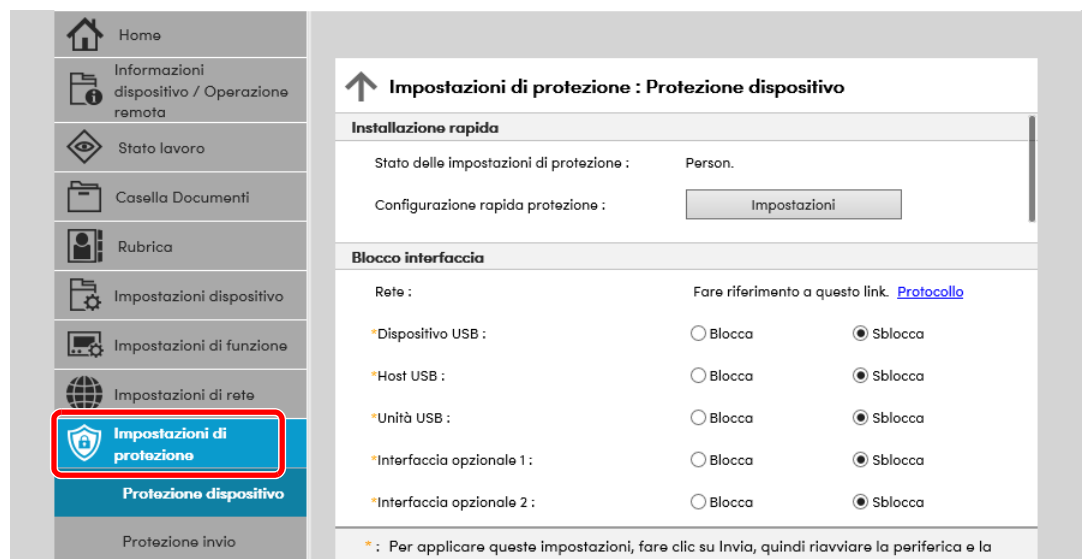 Home
Informazioni
dispositivo / Operazione
remota
Stato lavoro
Casella Documenti
Rubrica
Impostazioni dispositivo
Impostazioni di funzione
Impostazioni di rete
Impostazioni di
protezione
Protezione dispositivo
Protezione invio
Impostazioni di protezione : Protezione dispositivo
Installazione rapida
Stato delle impostazioni di protezione : Person.
Configurazione rapida protezione : Impostazioni
Blocco interfaccia
Rete : Fare riferimento a questo link. Protocollo
*Dispositivo USB : Blocca Sblocca
*Host USB : Blocca Sblocca
*Unità USB : Blocca Sblocca
*Interfaccia opzionale 1 : Blocca Sblocca
*Interfaccia opzionale 2 : Blocca Sblocca
* : Per applicare queste impostazioni, fare clic su Invia, quindi riavviare la periferica e la